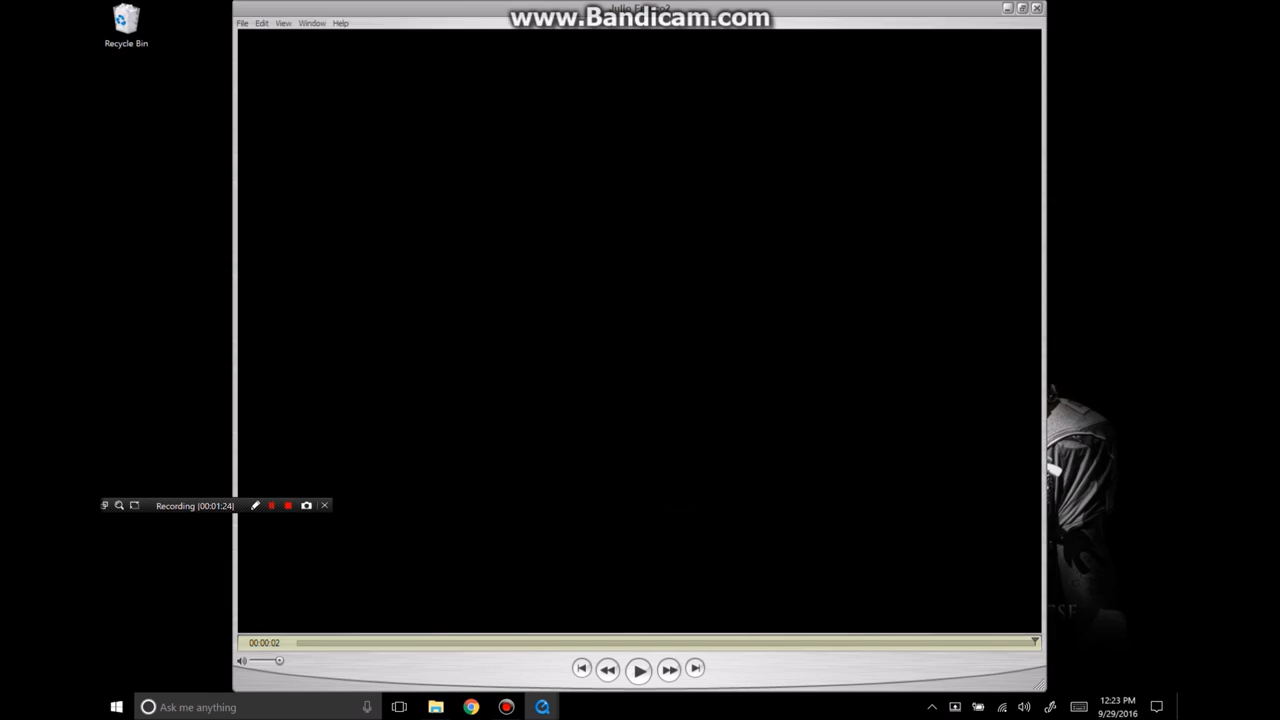 www.Bandicam.com
Recycle Bin
File Edit View Window Help
Recording [00:01:24]
00:00:02
Ask me anything
12:23 PM
9/29/2016